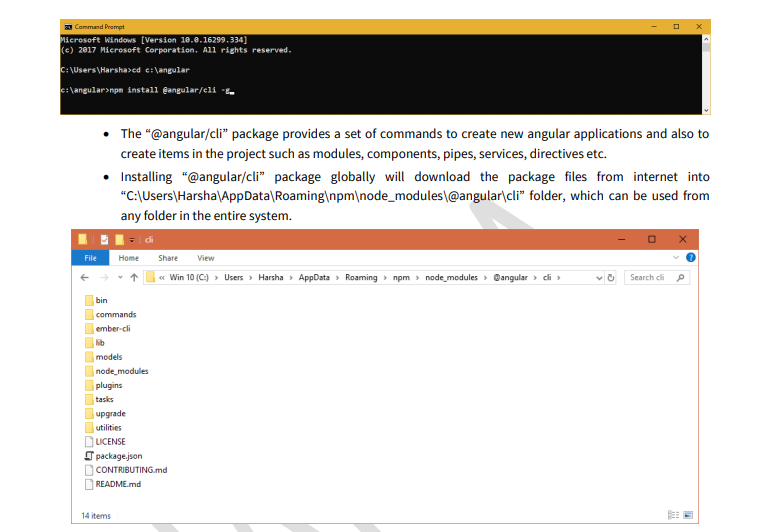 Command Prompt
Microsoft Windows [Version 10.0.16299.334]
(c) 2017 Microsoft Corporation. All rights reserved.
C:\Users\Harsha>cd c:\angular
c:\angular>npm install @angular/cli -g_
• The “@angular/cli” package provides a set of commands to create new angular applications and also to
create items in the project such as modules, components, pipes, services, directives etc.
• Installing “@angular/cli” package globally will download the package files from internet into
“C:\Users\Harsha\AppData\Roaming\npm\node_modules\@angular\cli” folder, which can be used from
any folder in the entire system.
cli
File Home Share View
« Win 10 (C:) › Users › Harsha › AppData › Roaming › npm › node_modules › @angular › cli › Search cli
bin
commands
ember-cli
lib
models
node_modules
plugins
tasks
upgrade
utilities
LICENSE
package.json
CONTRIBUTING.md
README.md
14 items